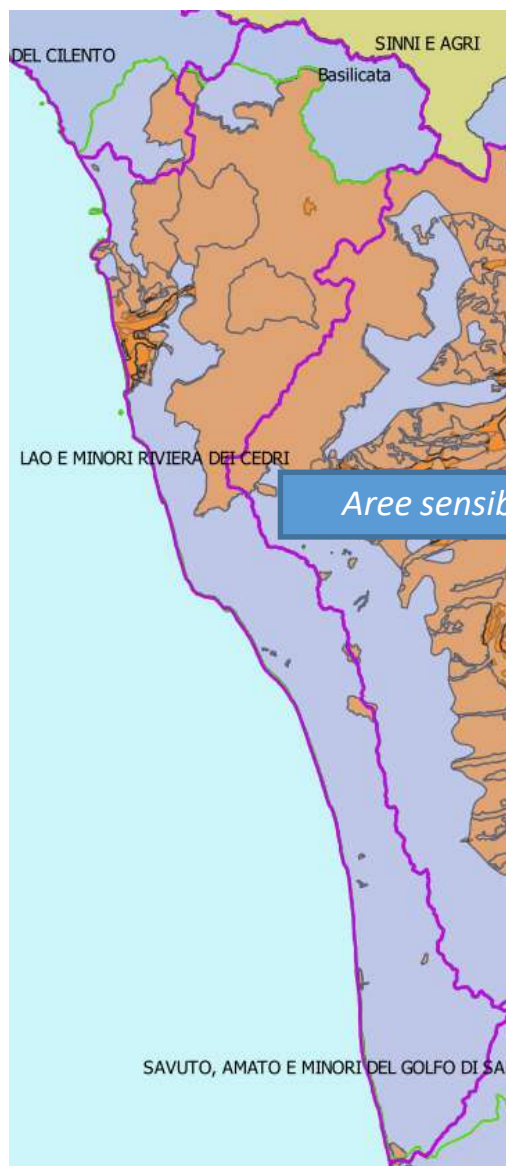 DEL CILENTO
SINNI E AGRI
Basilicata
LAO E MINORI RIVIERA DEI CEDRI
Aree sensib
SAVUTO, AMATO E MINORI DEL GOLFO DI SA